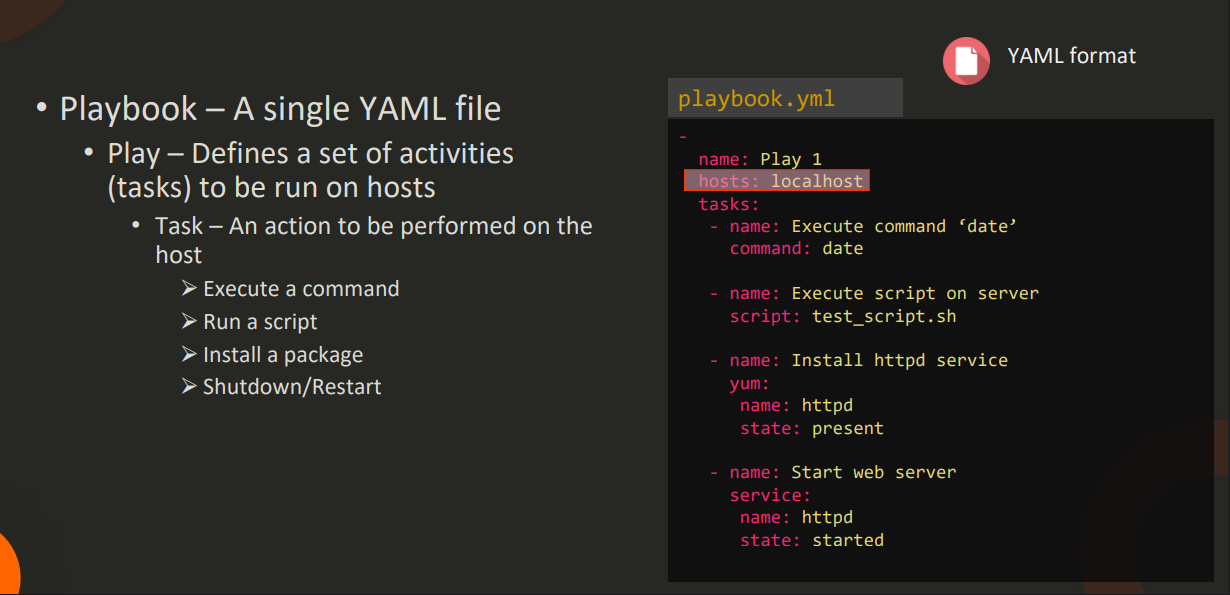 YAML format
• Playbook – A single YAML file
• Play – Defines a set of activities
(tasks) to be run on hosts
• Task – An action to be performed on the
host
➢ Execute a command
➢ Run a script
➢ Install a package
➢ Shutdown/Restart
playbook.yml
-
  name: Play 1
  hosts: localhost
  tasks:
   - name: Execute command ‘date’
     command: date
   - name: Execute script on server
     script: test_script.sh
   - name: Install httpd service
     yum:
      name: httpd
      state: present
   - name: Start web server
     service:
      name: httpd
      state: started